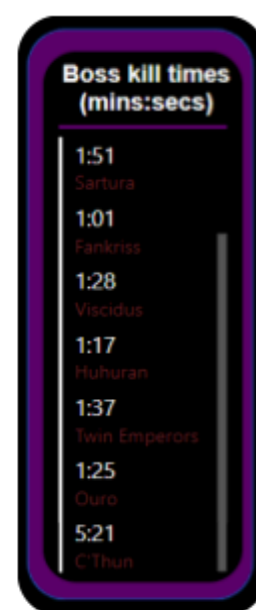 Boss kill times
(mins:secs)
1:51
Sartura
1:01
Fankriss
1:28
Viscidus
1:17
Huhuran
1:37
Twin Emperors
1:25
Ouro
5:21
C'Thun